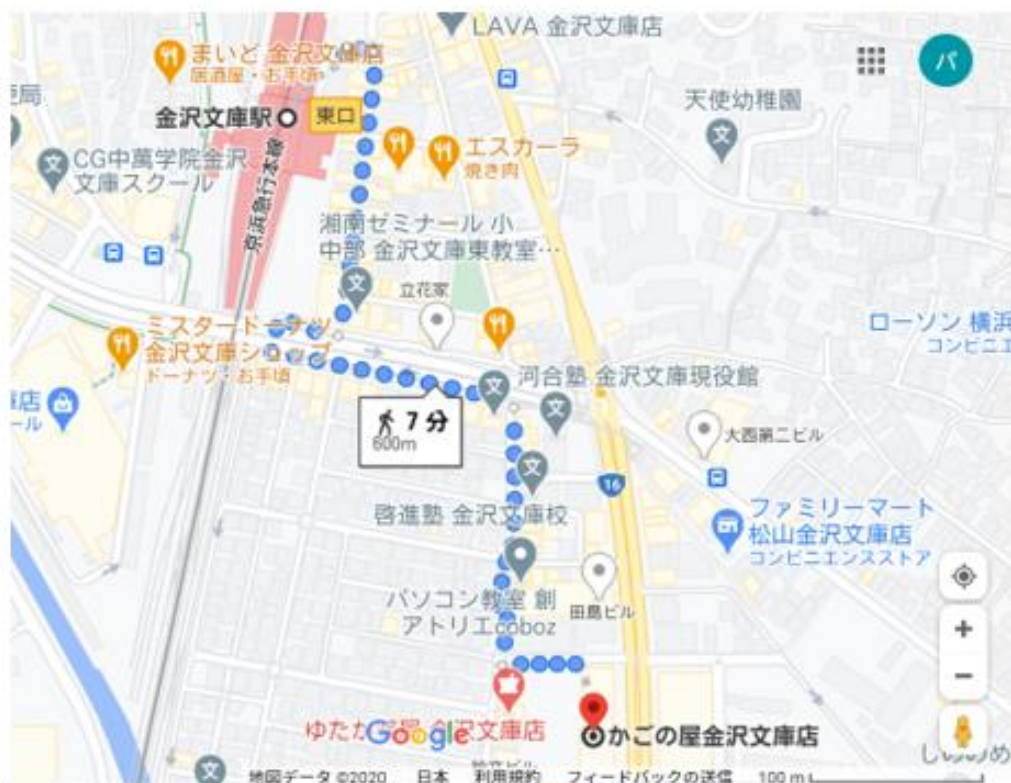 LAVA 金沢文庫店
まいど 金沢文庫店
居酒屋・お手頃
パ
便局
金沢文庫駅
東口
天使幼稚園
エスカーラ
焼き肉
CG中萬学院金沢
文庫スクール
京浜急行本線
湘南ゼミナール 小
中部 金沢文庫東教室…
立花家
ミスタードーナツ
金沢文庫ショップ
ドーナツ・お手頃
ローソン 横浜
コンビニエ
河合塾 金沢文庫現役館
庫店
ール
7 分
600m
大西第二ビル
16
啓進塾 金沢文庫校
ファミリーマート
松山金沢文庫店
コンビニエンスストア
パソコン教室 創
アトリエcoboz
田島ビル
ゆたか
金沢文庫店
Google
かごの屋金沢文庫店
地図データ ©2020 日本 利用規約 フィードバックの送信 100 m